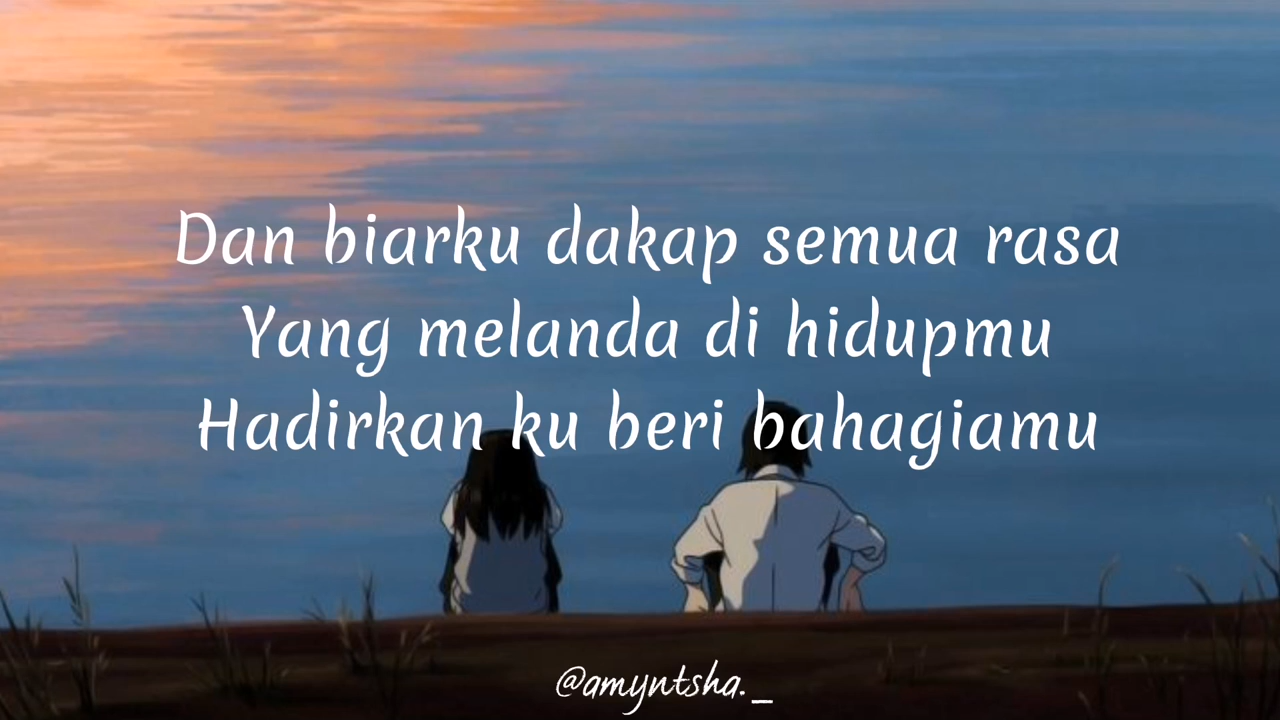 Dan biarku dakap semua rasa
Yang melanda di hidupmu
Hadirkan ku beri bahagiamu
@amyntsha._